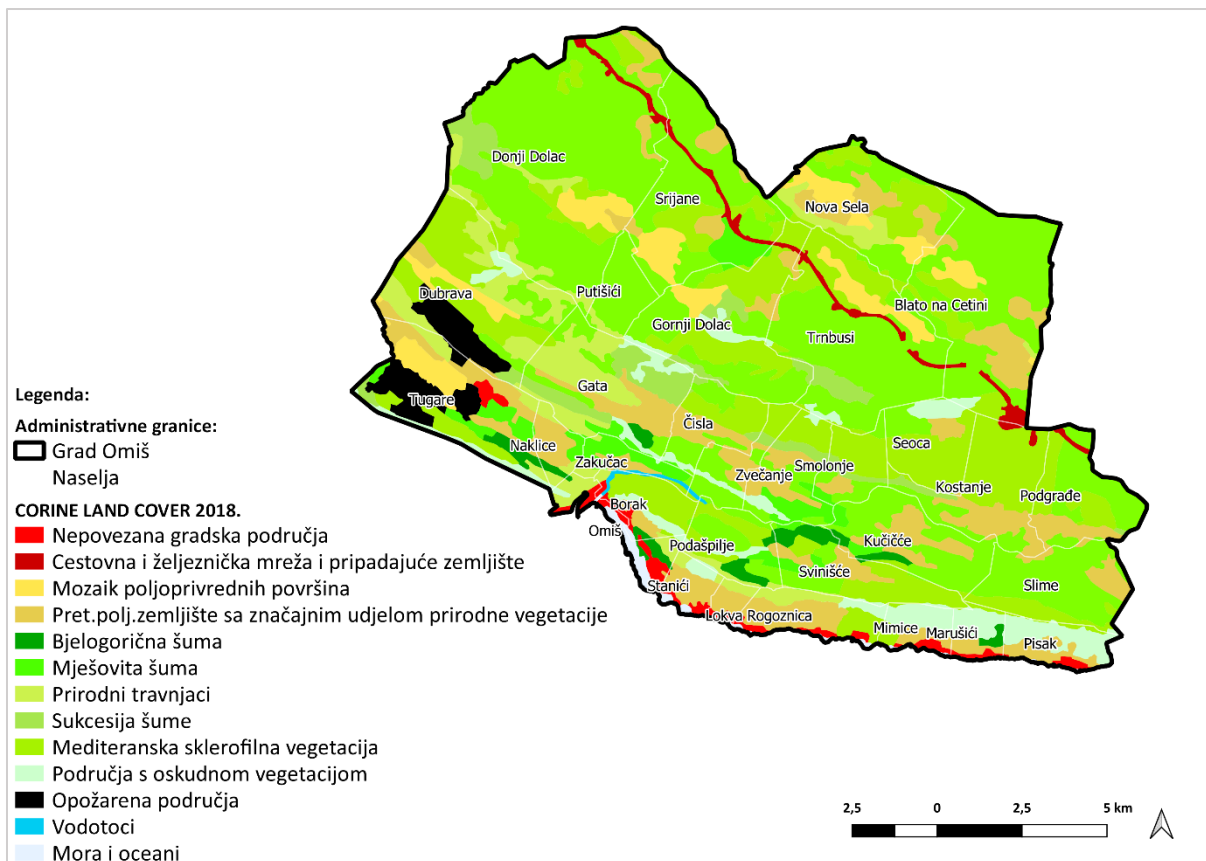 Donji Dolac
Srijane
Nova Sela
Dubrava
Putišići
Gornji Dolac
Blato na Cetini
Trnbusi
Gata
Tugare
Čisla
Naklice
Seoca
Zakučac
Zvečanje
Smolonje
Kostanje
Podgrađe
Borak
Omiš
Podašpilje
Kučičće
Svinišće
Slime
Stanići
Lokva Rogoznica
Mimice
Marušići
Pisak
Legenda:
Administrativne granice:
Grad Omiš
Naselja
CORINE LAND COVER 2018.
Nepovezana gradska područja
Cestovna i željeznička mreža i pripadajuće zemljište
Mozaik poljoprivrednih površina
Pret.polj.zemljište sa značajnim udjelom prirodne vegetacije
Bjelogorična šuma
Mješovita šuma
Prirodni travnjaci
Sukcesija šume
Mediteranska sklerofilna vegetacija
Područja s oskudnom vegetacijom
Opožarena područja
Vodotoci
Mora i oceani
2,5 0 2,5 5 km